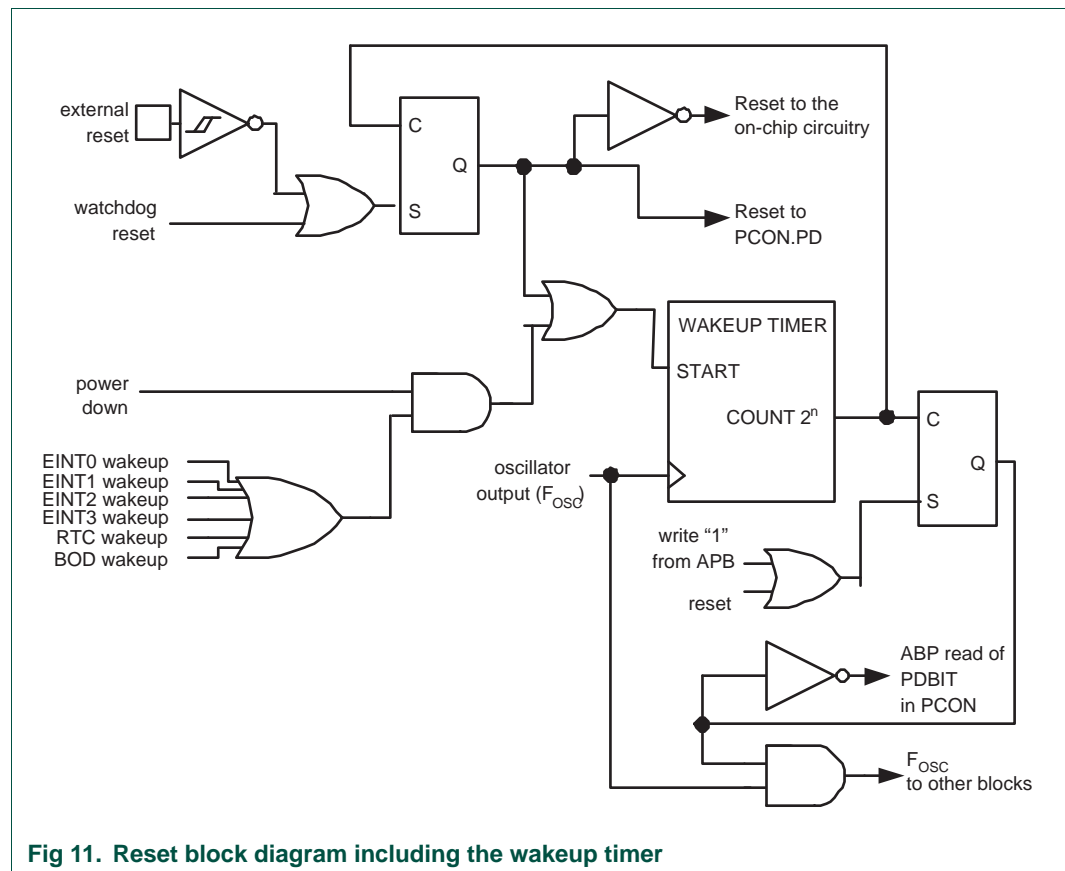 external
reset
watchdog
reset
C
Q
S
Reset to the
on-chip circuitry
Reset to
PCON.PD
WAKEUP TIMER
START
COUNT 2ⁿ
power
down
EINT0 wakeup
EINT1 wakeup
EINT2 wakeup
EINT3 wakeup
RTC wakeup
BOD wakeup
oscillator
output (FOSC)
C
Q
S
write “1”
from APB
reset
ABP read of
PDBIT
in PCON
FOSC
to other blocks
Fig 11. Reset block diagram including the wakeup timer